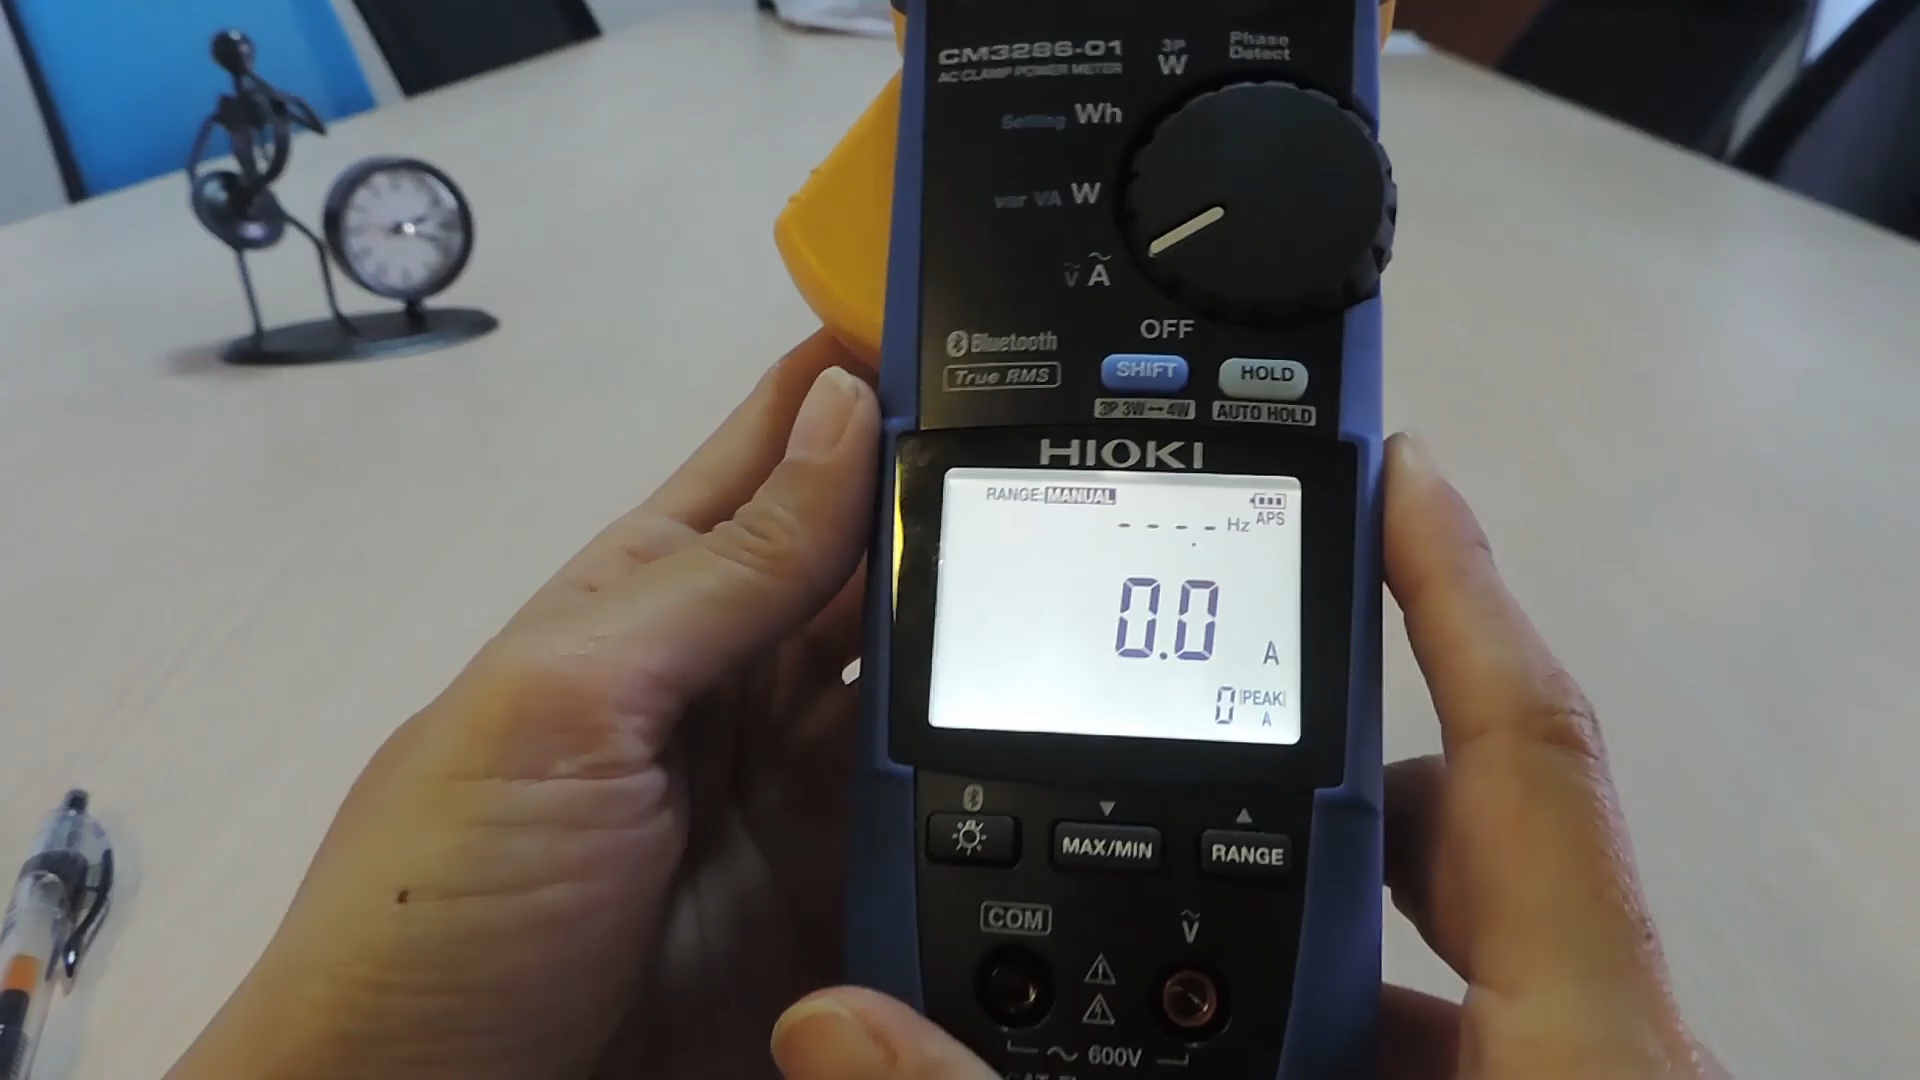 CM3286-01
AC CLAMP POWER METER
3P
W
Phase
Detect
Setting Wh
var VA W
Ṽ Ã
OFF
Bluetooth
True RMS
SHIFT
HOLD
3P 3W↔4W
AUTO HOLD
HIOKI
RANGE: MANUAL
- - - - Hz
APS
0.0 A
0 |PEAK|
A
MAX/MIN
RANGE
COM
Ṽ
~ 600V